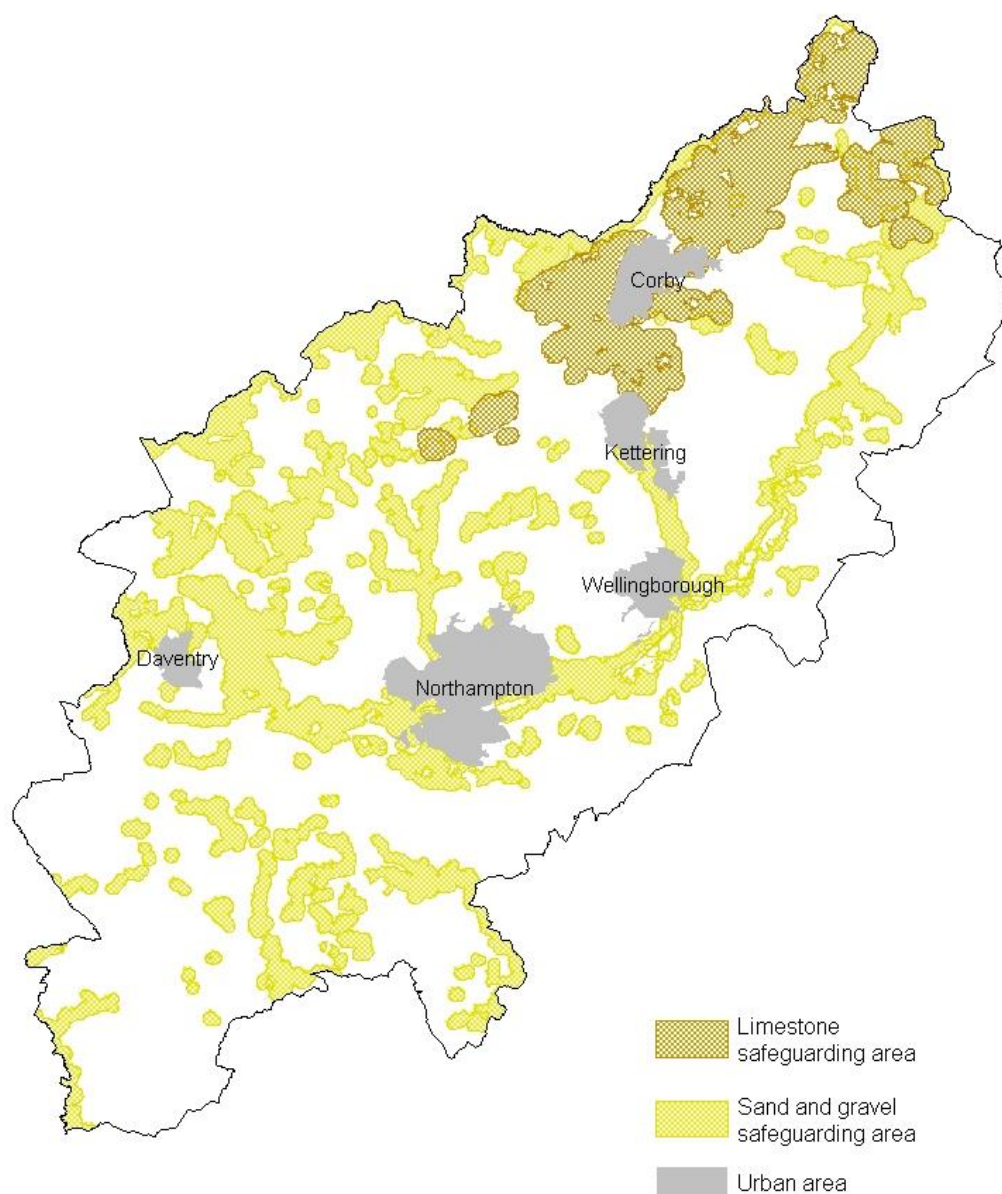 Corby
Kettering
Wellingborough
Daventry
Northampton
Limestone
safeguarding area
Sand and gravel
safeguarding area
Urban area